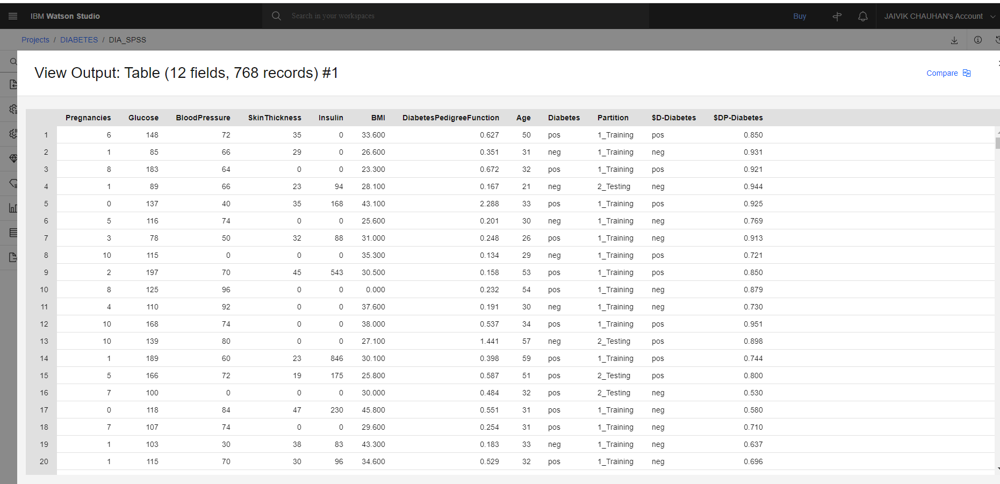 IBM Watson Studio Search in your workspaces Buy JAIVIK CHAUHAN's Account
Projects / DIABETES / DIA_SPSS
View Output: Table (12 fields, 768 records) #1
Compare
Pregnancies Glucose BloodPressure SkinThickness Insulin BMI DiabetesPedigreeFunction Age Diabetes Partition $D-Diabetes $DP-Diabetes
1 6 148 72 35 0 33.600 0.627 50 pos 1_Training pos 0.850
2 1 85 66 29 0 26.600 0.351 31 neg 1_Training neg 0.931
3 8 183 64 0 0 23.300 0.672 32 pos 1_Training pos 0.921
4 1 89 66 23 94 28.100 0.167 21 neg 2_Testing neg 0.944
5 0 137 40 35 168 43.100 2.288 33 pos 1_Training pos 0.925
6 5 116 74 0 0 25.600 0.201 30 neg 1_Training neg 0.769
7 3 78 50 32 88 31.000 0.248 26 pos 1_Training neg 0.913
8 10 115 0 0 0 35.300 0.134 29 neg 1_Training pos 0.721
9 2 197 70 45 543 30.500 0.158 53 pos 1_Training pos 0.850
10 8 125 96 0 0 0.000 0.232 54 pos 1_Training neg 0.879
11 4 110 92 0 0 37.600 0.191 30 neg 1_Training neg 0.730
12 10 168 74 0 0 38.000 0.537 34 pos 1_Training pos 0.951
13 10 139 80 0 0 27.100 1.441 57 neg 2_Testing pos 0.898
14 1 189 60 23 846 30.100 0.398 59 pos 1_Training pos 0.744
15 5 166 72 19 175 25.800 0.587 51 pos 2_Testing pos 0.800
16 7 100 0 0 0 30.000 0.484 32 pos 2_Testing neg 0.530
17 0 118 84 47 230 45.800 0.551 31 pos 1_Training neg 0.580
18 7 107 74 0 0 29.600 0.254 31 pos 1_Training neg 0.710
19 1 103 30 38 83 43.300 0.183 33 neg 1_Training neg 0.637
20 1 115 70 30 96 34.600 0.529 32 pos 1_Training neg 0.696